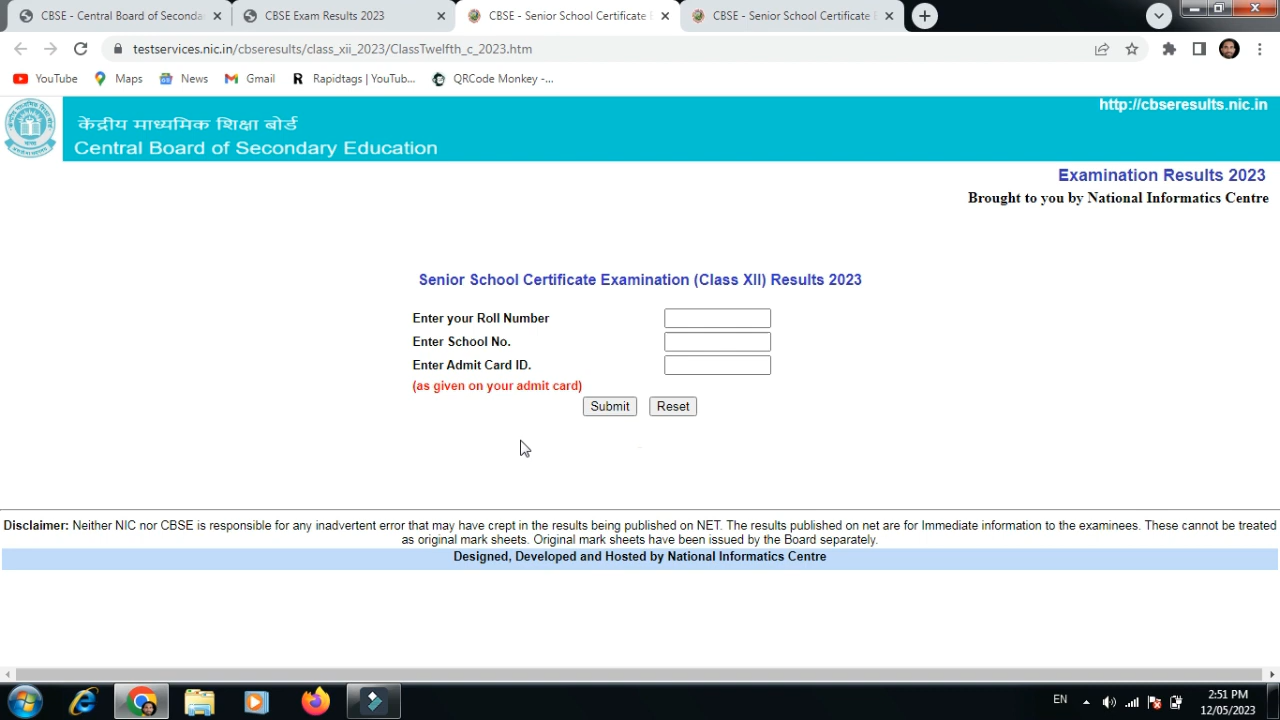 CBSE - Central Board of Seconda
CBSE Exam Results 2023
CBSE - Senior School Certificate E
CBSE - Senior School Certificate E
testservices.nic.in/cbseresults/class_xii_2023/ClassTwelfth_c_2023.htm
YouTube
Maps
News
Gmail
Rapidtags | YouTub...
QRCode Monkey -...
http://cbseresults.nic.in
केंद्रीय माध्यमिक शिक्षा बोर्ड
Central Board of Secondary Education
Examination Results 2023
Brought to you by National Informatics Centre
Senior School Certificate Examination (Class XII) Results 2023
Enter your Roll Number
Enter School No.
Enter Admit Card ID.
(as given on your admit card)
Submit Reset
Disclaimer: Neither NIC nor CBSE is responsible for any inadvertent error that may have crept in the results being published on NET. The results published on net are for Immediate information to the examinees. These cannot be treated
as original mark sheets. Original mark sheets have been issued by the Board separately.
Designed, Developed and Hosted by National Informatics Centre
EN
2:51 PM
12/05/2023